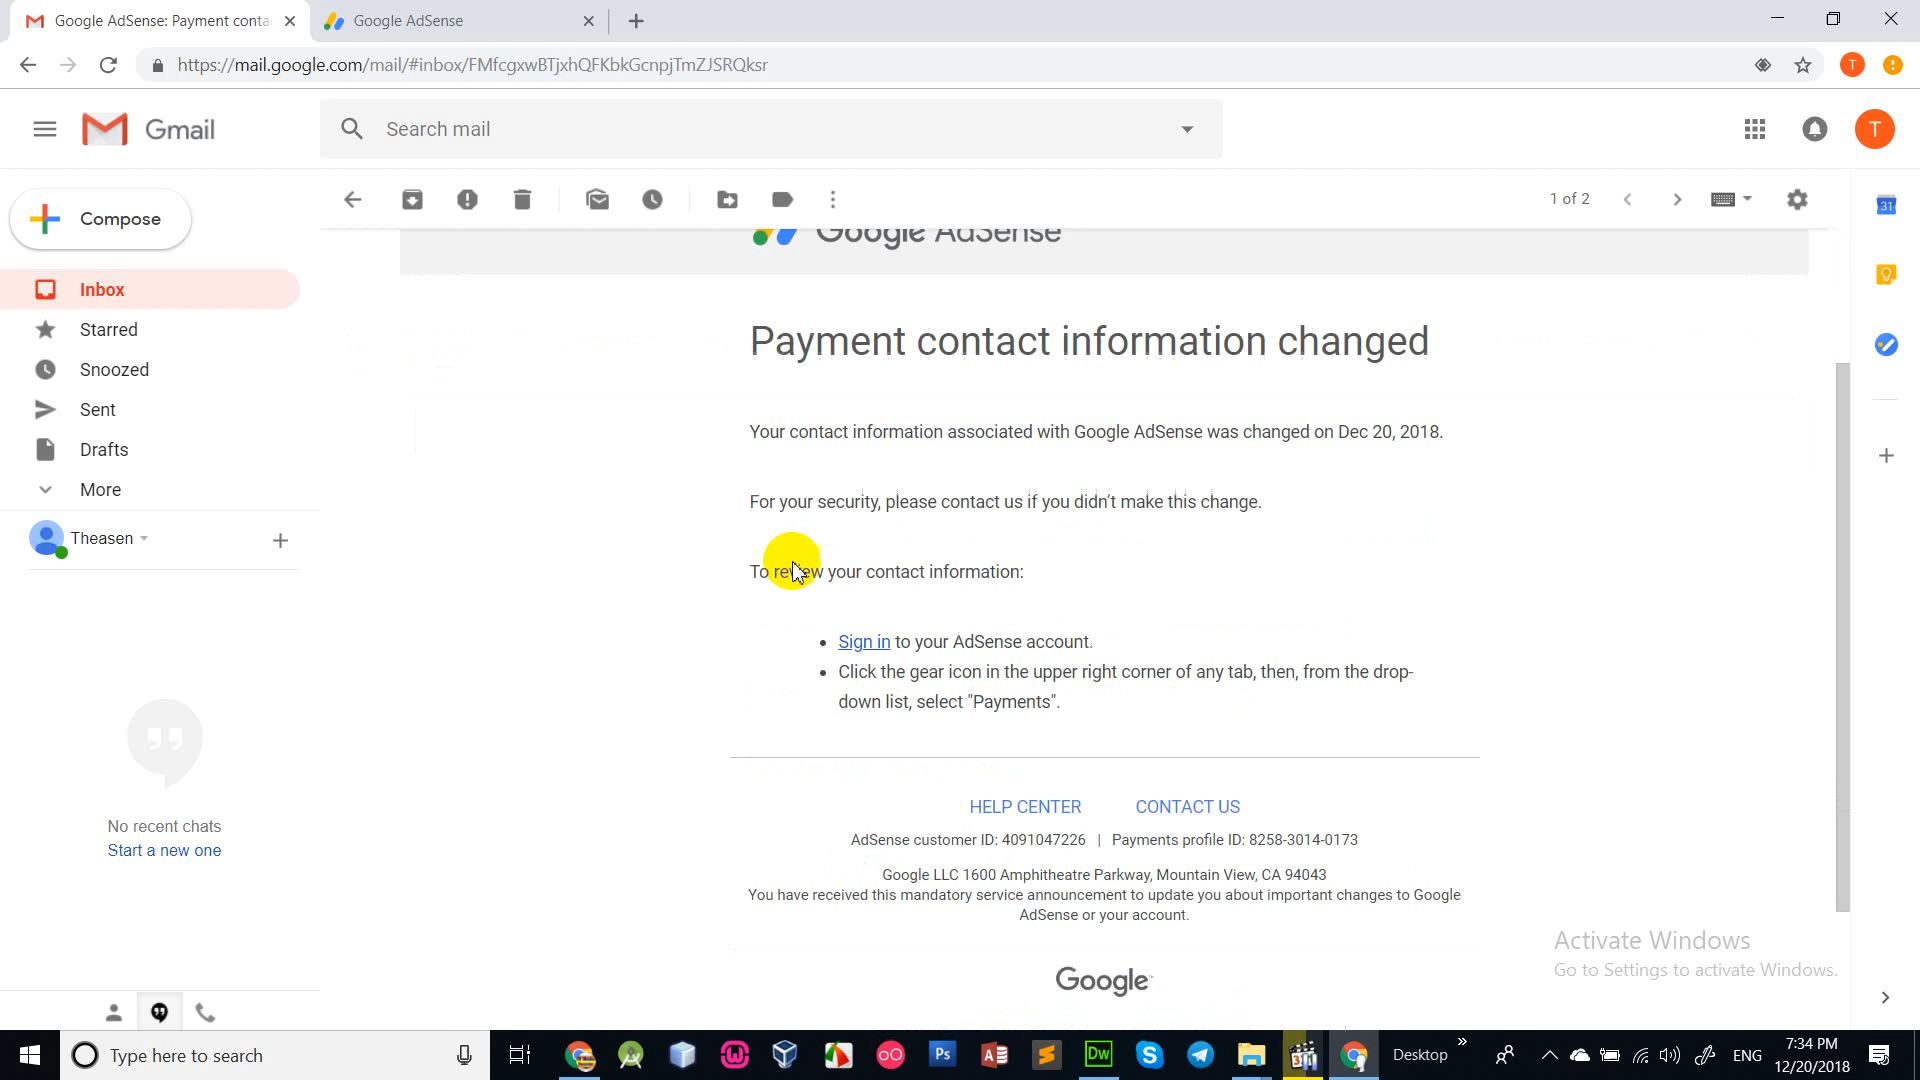 Google AdSense: Payment conta
Google AdSense
https://mail.google.com/mail/#inbox/FMfcgxwBTjxhQFKbkGcnpjTmZJSRQksr
T
Gmail
Search mail
T
Compose
1 of 2
31
Google AdSense
Inbox
Starred
Snoozed
Sent
Drafts
More
Theasen
No recent chats
Start a new one
Payment contact information changed
Your contact information associated with Google AdSense was changed on Dec 20, 2018.
For your security, please contact us if you didn't make this change.
To review your contact information:
• Sign in to your AdSense account.
• Click the gear icon in the upper right corner of any tab, then, from the drop-
down list, select "Payments".
HELP CENTER CONTACT US
AdSense customer ID: 4091047226 | Payments profile ID: 8258-3014-0173
Google LLC 1600 Amphitheatre Parkway, Mountain View, CA 94043
You have received this mandatory service announcement to update you about important changes to Google
AdSense or your account.
Google
Activate Windows
Go to Settings to activate Windows.
Type here to search
Ps
Dw
Desktop
ENG
7:34 PM
12/20/2018